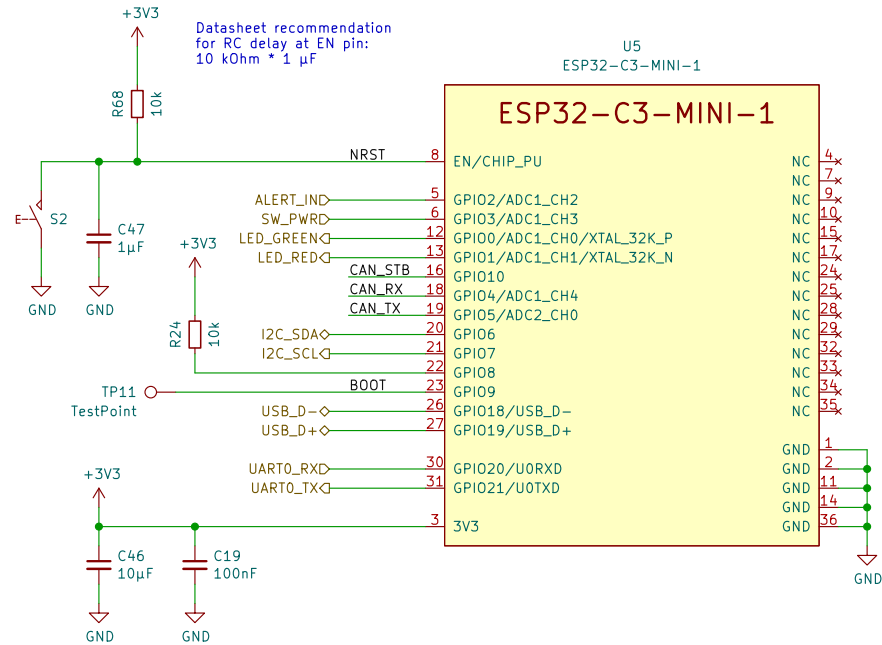 +3V3
Datasheet recommendation
for RC delay at EN pin:
10 kOhm * 1 µF
R68
10k
U5
ESP32-C3-MINI-1
ESP32-C3-MINI-1
NRST
8
EN/CHIP_PU
S2
C47
1µF
GND
GND
ALERT_IN
5
GPIO2/ADC1_CH2
SW_PWR
6
GPIO3/ADC1_CH3
LED_GREEN
12
GPIO0/ADC1_CH0/XTAL_32K_P
LED_RED
13
GPIO1/ADC1_CH1/XTAL_32K_N
CAN_STB
16
GPIO10
CAN_RX
18
GPIO4/ADC1_CH4
CAN_TX
19
GPIO5/ADC2_CH0
+3V3
R24
10k
I2C_SDA
20
GPIO6
I2C_SCL
21
GPIO7
22
GPIO8
TP11
TestPoint
BOOT
23
GPIO9
USB_D-
26
GPIO18/USB_D-
USB_D+
27
GPIO19/USB_D+
UART0_RX
30
GPIO20/U0RXD
UART0_TX
31
GPIO21/U0TXD
+3V3
3
3V3
C46
10µF
C19
100nF
GND
GND
NC
4
NC
7
NC
9
NC
10
NC
15
NC
17
NC
24
NC
25
NC
28
NC
29
NC
32
NC
33
NC
34
NC
35
GND
1
GND
2
GND
11
GND
14
GND
36
GND